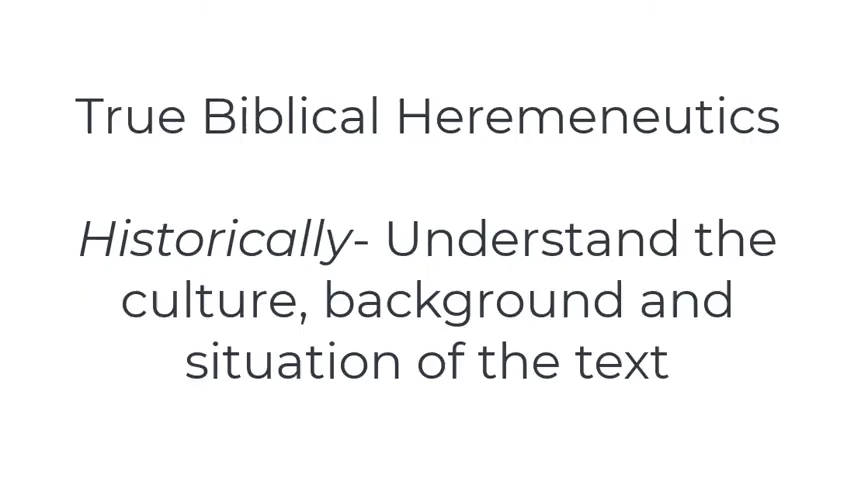 True Biblical Heremeneutics
Historically- Understand the
culture, background and
situation of the text